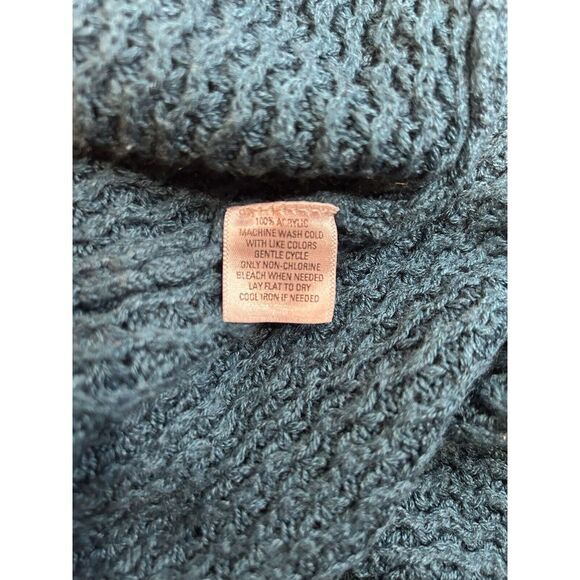 100% ACRYLIC
MACHINE WASH COLD
WITH LIKE COLORS
GENTLE CYCLE
ONLY NON-CHLORINE
BLEACH WHEN NEEDED
LAY FLAT TO DRY
COOL IRON IF NEEDED